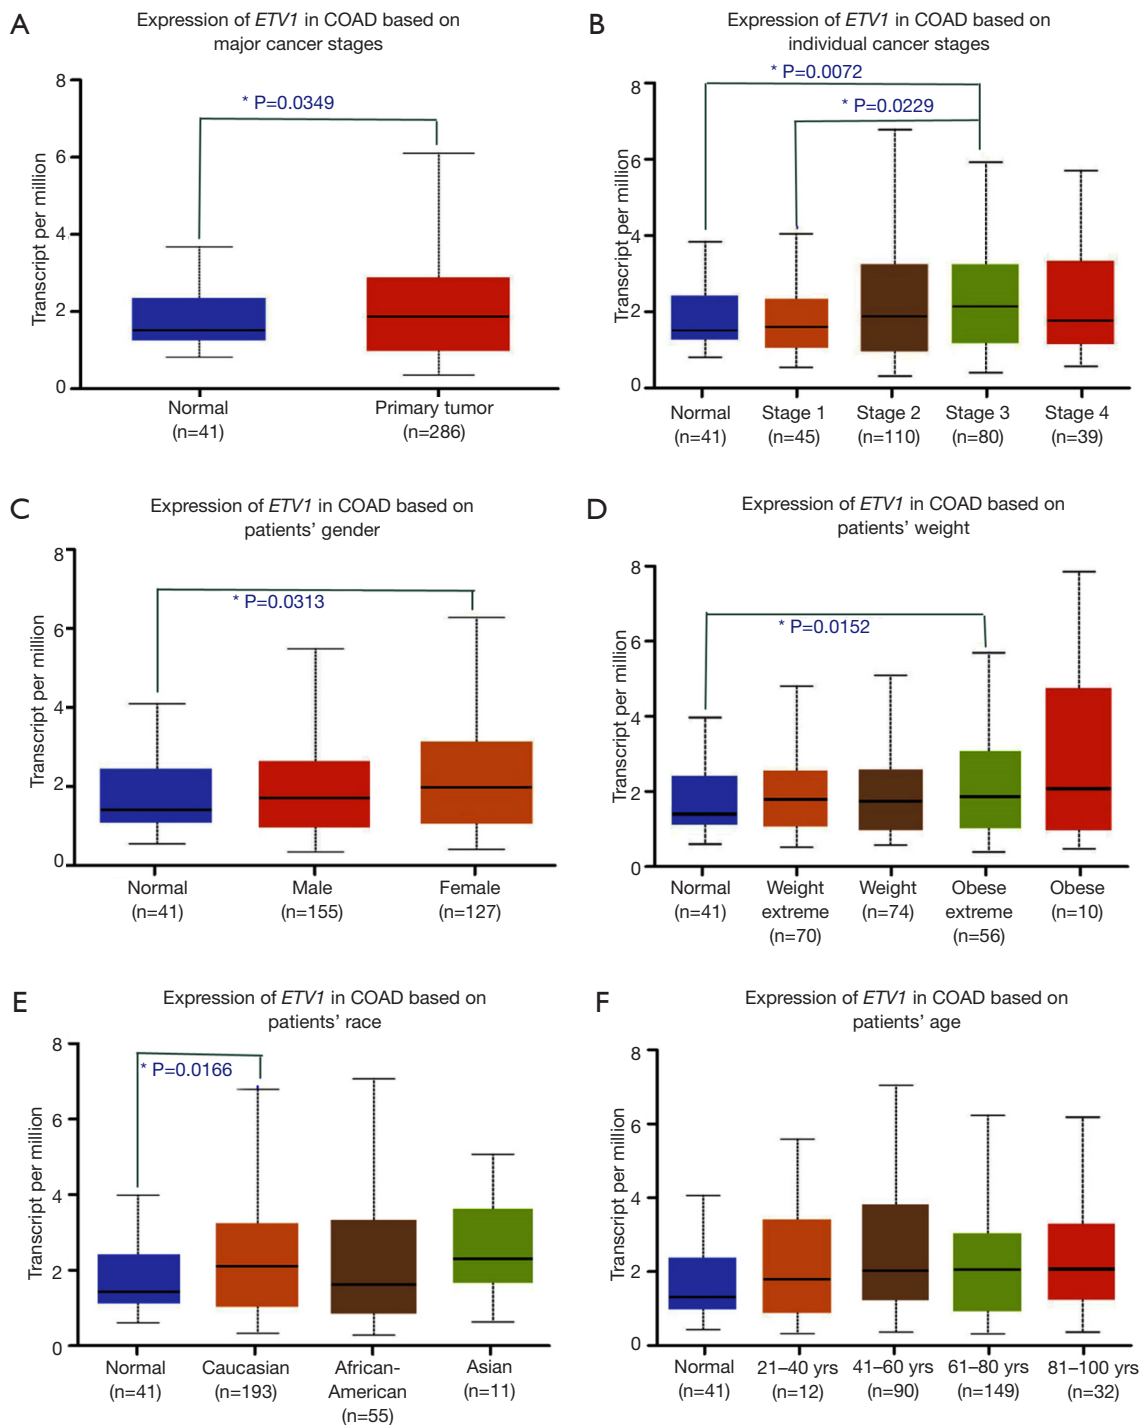 A
Expression of ETV1 in COAD based on
major cancer stages
Transcript per million
8
6
4
2
0
* P=0.0349
Normal
(n=41)
Primary tumor
(n=286)
B
Expression of ETV1 in COAD based on
individual cancer stages
Transcript per million
8
6
4
2
0
* P=0.0072
* P=0.0229
Normal
(n=41)
Stage 1
(n=45)
Stage 2
(n=110)
Stage 3
(n=80)
Stage 4
(n=39)
C
Expression of ETV1 in COAD based on
patients’ gender
Transcript per million
8
6
4
2
0
* P=0.0313
Normal
(n=41)
Male
(n=155)
Female
(n=127)
D
Expression of ETV1 in COAD based on
patients’ weight
Transcript per million
8
6
4
2
0
* P=0.0152
Normal
(n=41)
Weight
extreme
(n=70)
Weight
(n=74)
Obese
extreme
(n=56)
Obese
(n=10)
E
Expression of ETV1 in COAD based on
patients’ race
Transcript per million
8
6
4
2
0
* P=0.0166
Normal
(n=41)
Caucasian
(n=193)
African-
American
(n=55)
Asian
(n=11)
F
Expression of ETV1 in COAD based on
patients’ age
Transcript per million
8
6
4
2
0
Normal
(n=41)
21–40 yrs
(n=12)
41–60 yrs
(n=90)
61–80 yrs
(n=149)
81–100 yrs
(n=32)